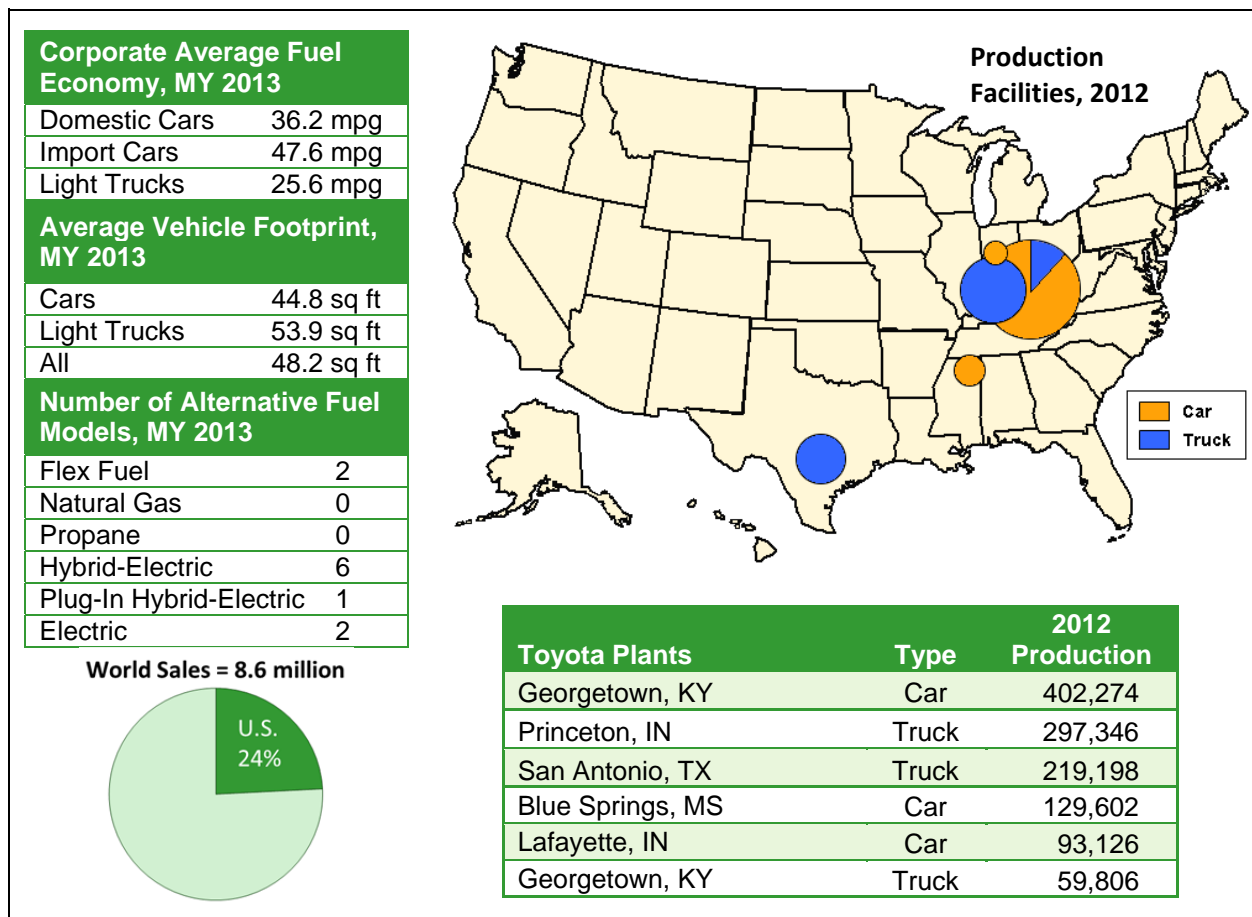 Corporate Average Fuel
Economy, MY 2013
Domestic Cars 36.2 mpg
Import Cars 47.6 mpg
Light Trucks 25.6 mpg
Average Vehicle Footprint,
MY 2013
Cars 44.8 sq ft
Light Trucks 53.9 sq ft
All 48.2 sq ft
Number of Alternative Fuel
Models, MY 2013
Flex Fuel 2
Natural Gas 0
Propane 0
Hybrid-Electric 6
Plug-In Hybrid-Electric 1
Electric 2
World Sales = 8.6 million
U.S.
24%
Production
Facilities, 2012
Car
Truck
Toyota Plants Type 2012 Production
Georgetown, KY Car 402,274
Princeton, IN Truck 297,346
San Antonio, TX Truck 219,198
Blue Springs, MS Car 129,602
Lafayette, IN Car 93,126
Georgetown, KY Truck 59,806